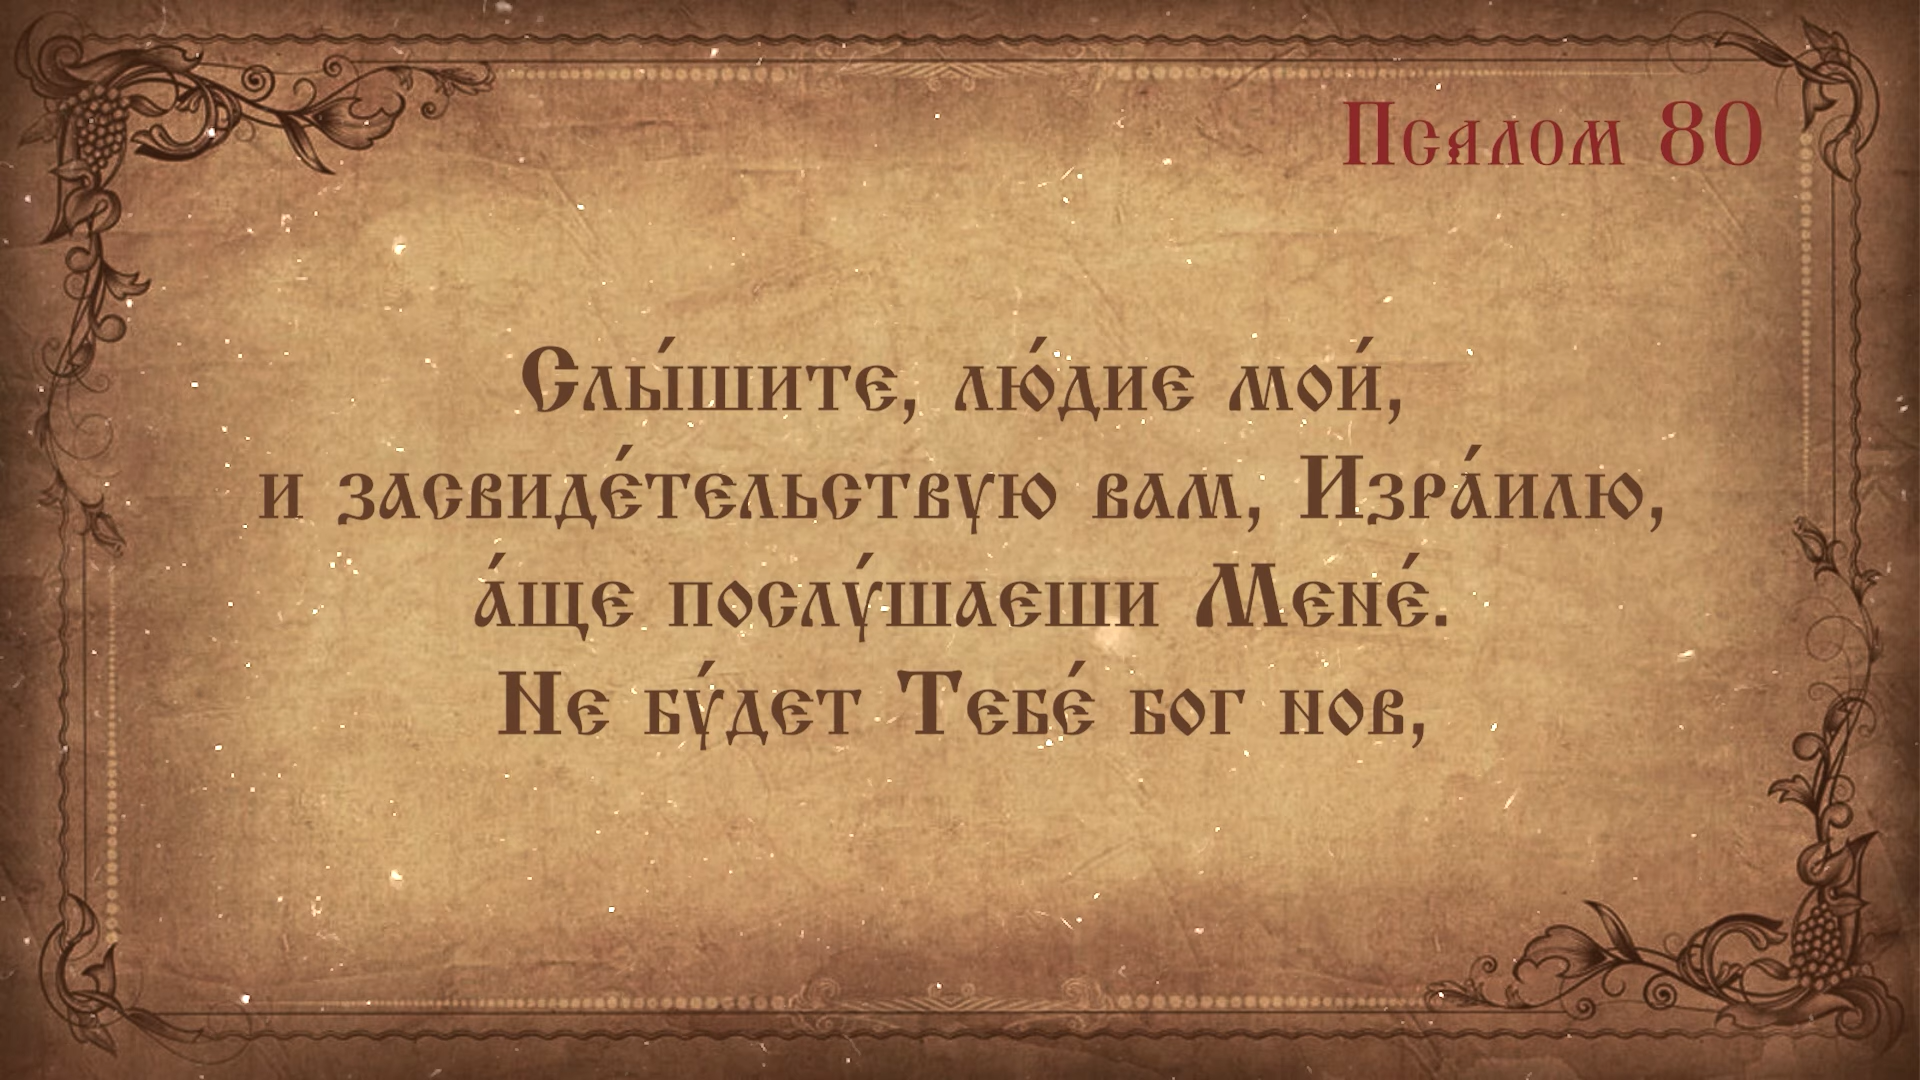 Псалом 80
Слы́шите, лю́дие мои́,
и засвиде́тельствую вам, Изра́илю,
а́ще послу́шаеши Мене́.
Не бу́дет Тебе́ бог нов,